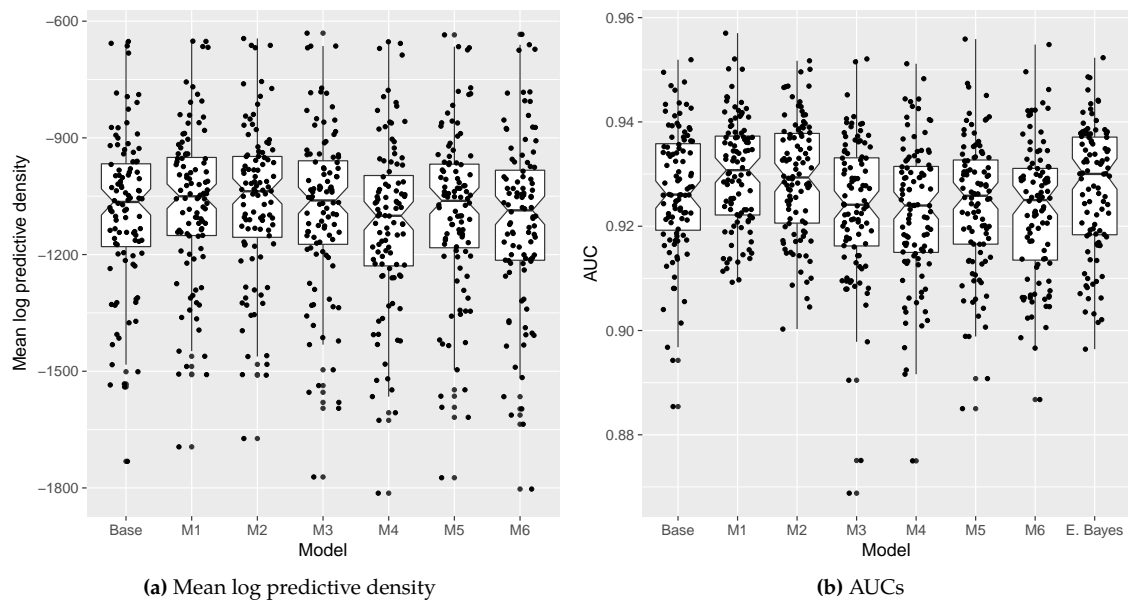 −600
−900
−1200
−1500
−1800
Mean log predictive density
Base M1 M2 M3 M4 M5 M6
Model
(a) Mean log predictive density
0.96
0.94
0.92
0.90
0.88
AUC
Base M1 M2 M3 M4 M5 M6 E. Bayes
Model
(b) AUCs